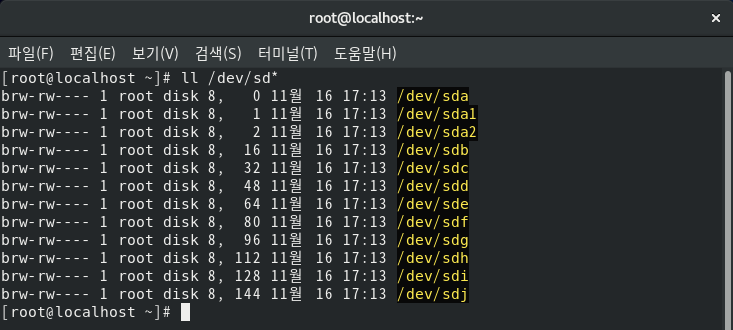 root@localhost:~
파일(F) 편집(E) 보기(V) 검색(S) 터미널(T) 도움말(H)
[root@localhost ~]# ll /dev/sd*
brw-rw---- 1 root disk 8,   0 11월  16 17:13 /dev/sda
brw-rw---- 1 root disk 8,   1 11월  16 17:13 /dev/sda1
brw-rw---- 1 root disk 8,   2 11월  16 17:13 /dev/sda2
brw-rw---- 1 root disk 8,  16 11월  16 17:13 /dev/sdb
brw-rw---- 1 root disk 8,  32 11월  16 17:13 /dev/sdc
brw-rw---- 1 root disk 8,  48 11월  16 17:13 /dev/sdd
brw-rw---- 1 root disk 8,  64 11월  16 17:13 /dev/sde
brw-rw---- 1 root disk 8,  80 11월  16 17:13 /dev/sdf
brw-rw---- 1 root disk 8,  96 11월  16 17:13 /dev/sdg
brw-rw---- 1 root disk 8, 112 11월  16 17:13 /dev/sdh
brw-rw---- 1 root disk 8, 128 11월  16 17:13 /dev/sdi
brw-rw---- 1 root disk 8, 144 11월  16 17:13 /dev/sdj
[root@localhost ~]#